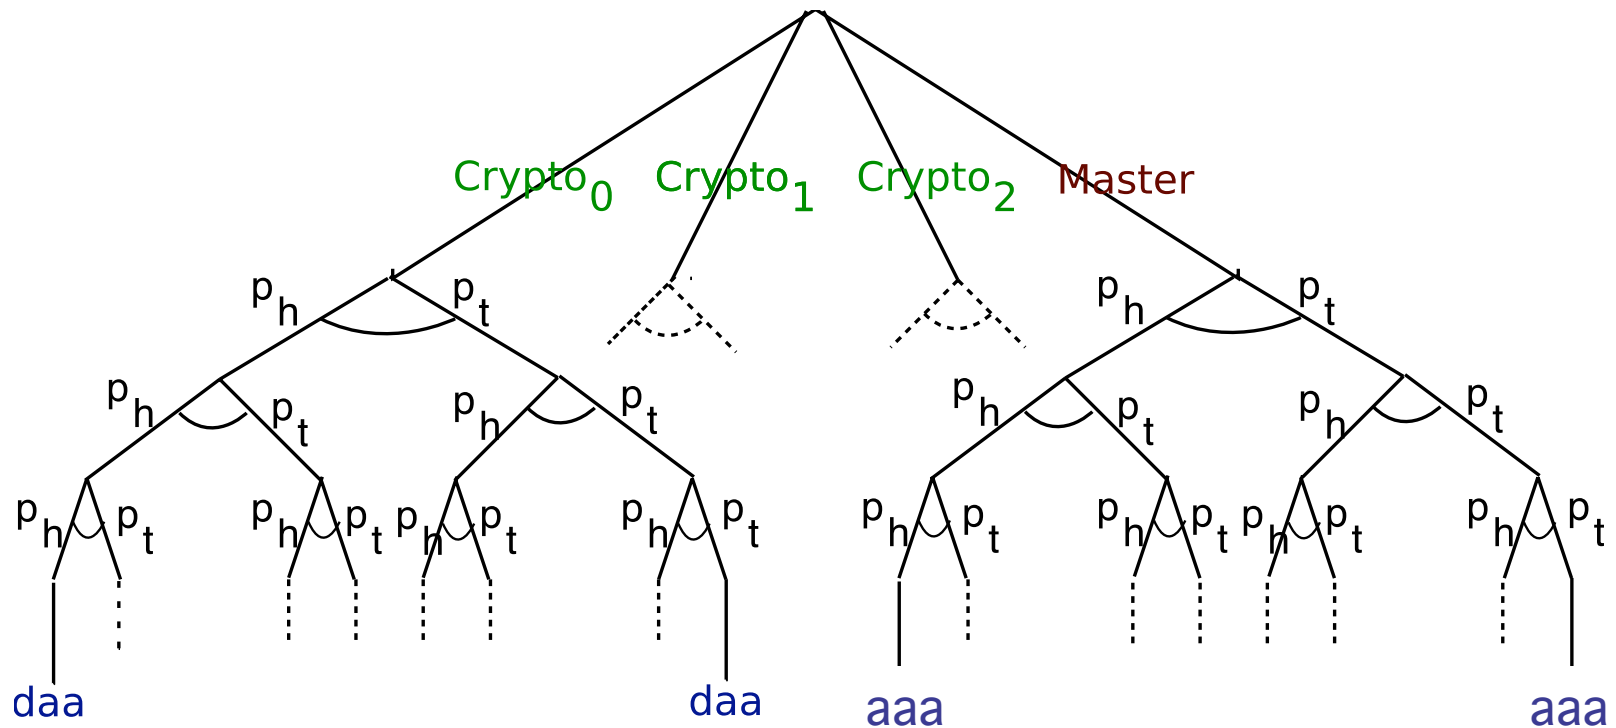 Crypto0 Crypto1 Crypto2 Master
ph pt ph pt
ph pt ph pt ph pt ph pt
ph pt ph pt ph pt ph pt ph pt ph pt ph pt ph pt
daa daa aaa aaa